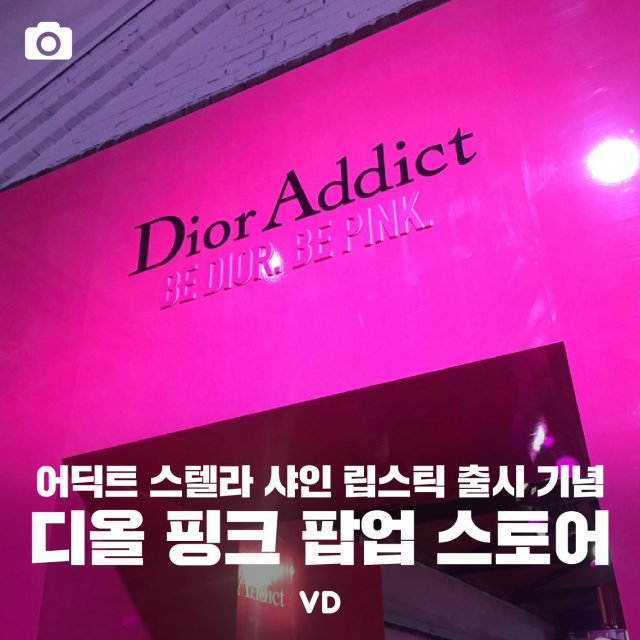 Dior Addict
BE DIOR. BE PINK.
어딕트 스텔라 샤인 립스틱 출시 기념
디올 핑크 팝업 스토어
Addict
VD